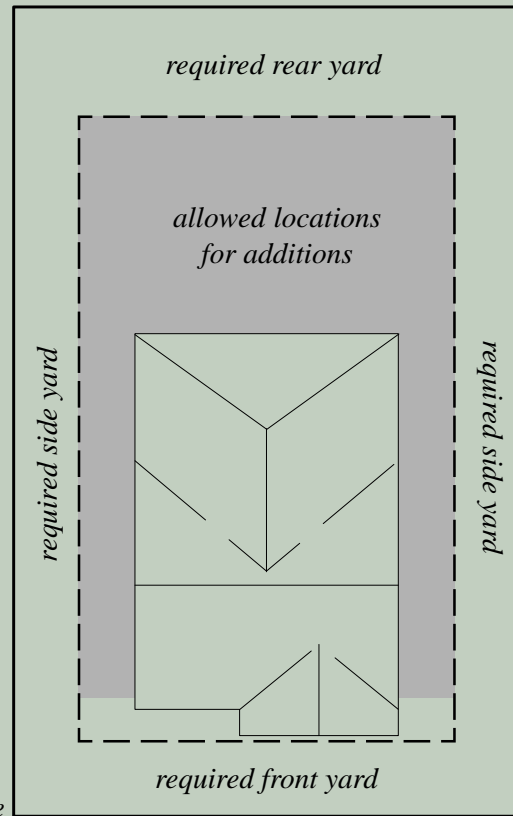 required rear yard
allowed locations
for additions
required side yard
required side yard
required front yard